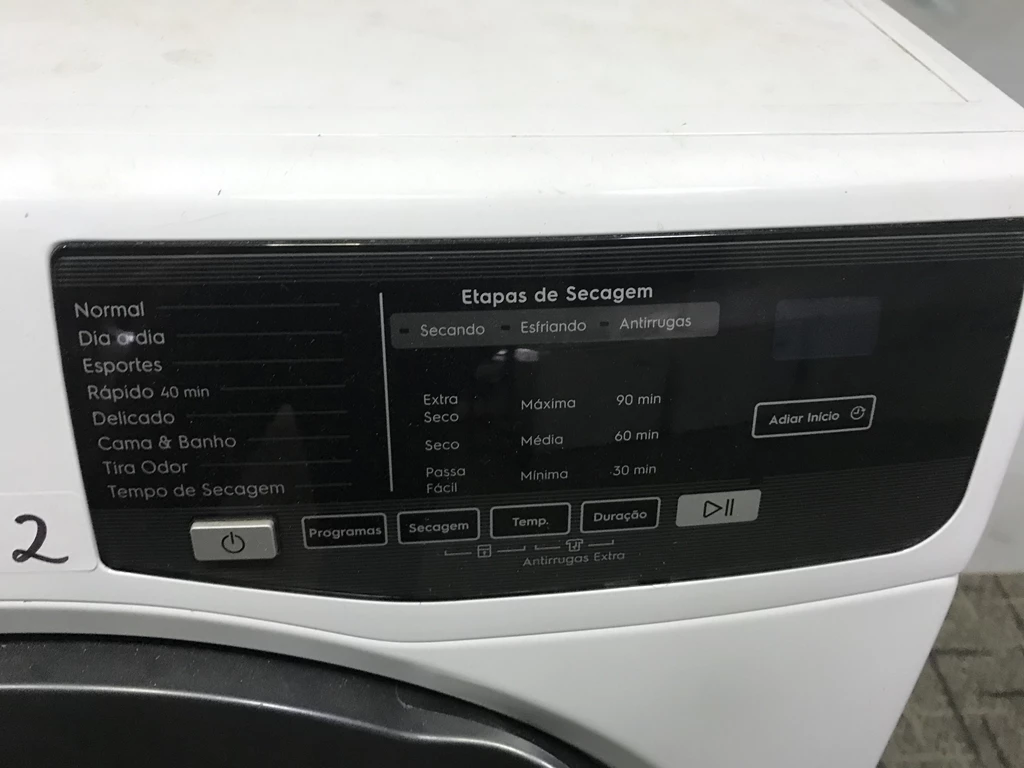 Normal
Dia a dia
Esportes
Rápido 40 min
Delicado
Cama & Banho
Tira Odor
Tempo de Secagem
Etapas de Secagem
Secando Esfriando Antirrugas
Extra Seco
Seco
Passa Fácil
Máxima
Média
Mínima
90 min
60 min
30 min
Adiar Início
Programas
Secagem
Temp.
Duração
Antirrugas Extra
2